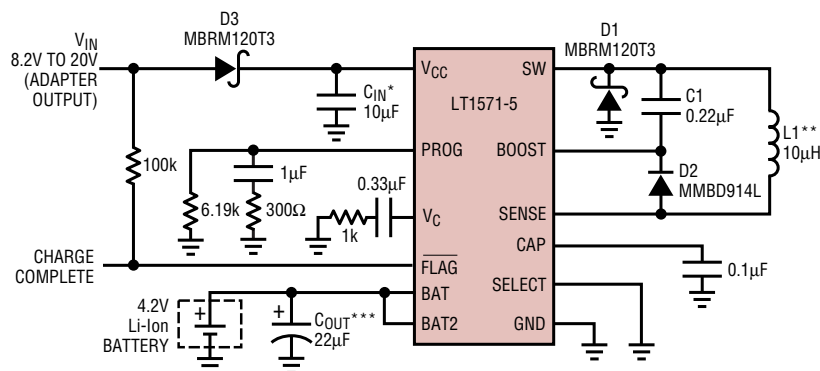 V_IN
8.2V TO 20V
(ADAPTER
OUTPUT)
D3
MBRM120T3
C_IN*
10µF
100k
1µF
6.19k
300Ω
0.33µF
1k
CHARGE
COMPLETE
4.2V
Li-Ion
BATTERY
+
+
C_OUT***
22µF
V_CC
SW
LT1571-5
PROG
BOOST
V_C
SENSE
CAP
FLAG
SELECT
BAT
BAT2
GND
D1
MBRM120T3
C1
0.22µF
L1**
10µH
D2
MMBD914L
0.1µF